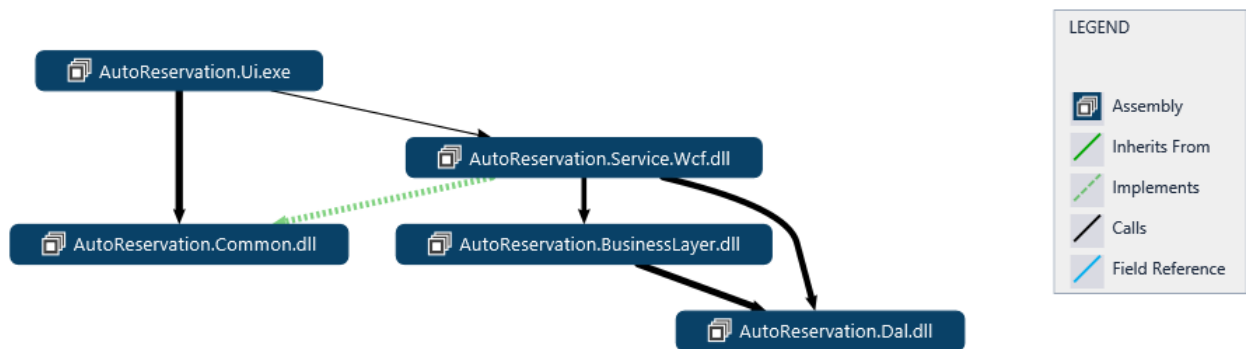 AutoReservation.Ui.exe
AutoReservation.Service.Wcf.dll
AutoReservation.Common.dll
AutoReservation.BusinessLayer.dll
AutoReservation.Dal.dll
LEGEND
Assembly
Inherits From
Implements
Calls
Field Reference